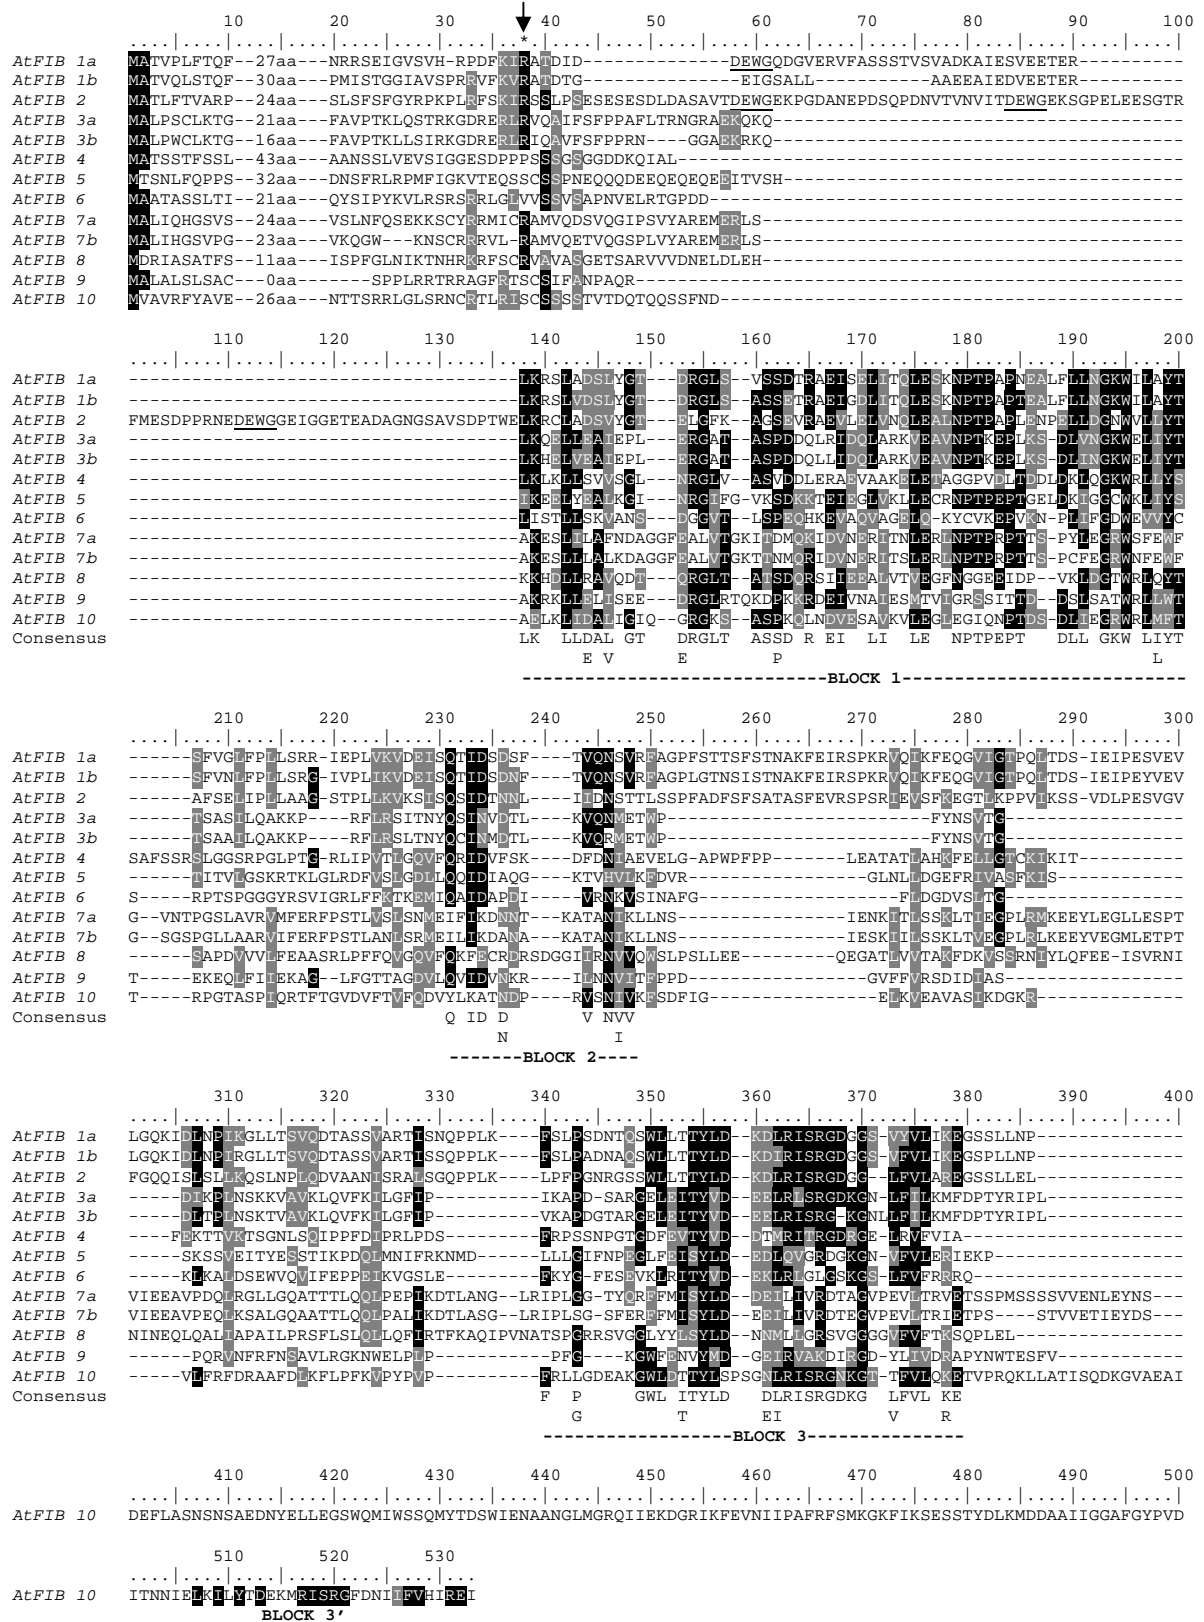 10 20 30 40 50 60 70 80 90 100
....|....|....|....|....|....|....|*...|....|....|....|....|....|....|....|....|....|....|....|....|
AtFIB 1a MATVPLFTQF--27aa---NRRSEIGVSVH-RPDFKIRATDID--------------DEWGQDGVERVFASSSTVSVADKAIESVEETER----------
AtFIB 1b MATVQLSTQF--30aa---PMISTGGIAVSPRRVFKVRATDTG---------------EIGSALL----------AAEEAIEDVEETER----------
AtFIB 2 MATLFTVARP--24aa---SLSFSFGYRPKPLRFSKIRSSLPSESESESDLDASAVTDEWGEKPGDANEPDSQPDNVTVNVITDEWGEKSGPELEESGTR
AtFIB 3a MALPSCLKTG--21aa---FAVPTKLQSTRKGDRERLRVQAIFSFPPAFLTRNGRAEKQKQ---------------------------------------
AtFIB 3b MALPWCLKTG--16aa---FAVPTKLLSIRKGDRERLRIQAVFSFPPRN----GGAEKRKQ---------------------------------------
AtFIB 4 MATSSTFSSL--43aa---AANSSLVEVSIGGESDPPPSSSGSGGDDKQIAL------------------------------------------------
AtFIB 5 MTSNLFQPPS--32aa---DNSFRLRPMFIGKVTEQSSCSSPNEQQQDEEQEQEQEEITVSH--------------------------------------
AtFIB 6 MAATASSLTI--21aa---QYSIPYKVLRSRSRRLGLVVSSVSAPNVELRTGPDD---------------------------------------------
AtFIB 7a MALIQHGSVS--24aa---VSLNFQSEKKSCYRRMICRAMVQDSVQGIPSVYAREMERLS----------------------------------------
AtFIB 7b MALIHGSVPG--23aa---VKQGW---KNSCRRRVL-RAMVQETVQGSPLVYAREMERLS----------------------------------------
AtFIB 8 MDRIASATFS--11aa---ISPFGLNIKTNHRKRFSCRVAVASGETSARVVVDNELDLEH----------------------------------------
AtFIB 9 MALALSLSAC---0aa-------SPPLRRTRRAGFRTSCSIFANPAQR----------------------------------------------------
AtFIB 10 MVAVRFYAVE--26aa---NTTSRRLGLSRNCRTLRISCSSSSTVTDQTQQSSFND--------------------------------------------
110 120 130 140 150 160 170 180 190 200
....|....|....|....|....|....|....|....|....|....|....|....|....|....|....|....|....|....|....|....|
AtFIB 1a -------------------------------------LKRSLADSLYGT---DRGLS--VSSDTRAEISELITQLESKNPTPAPNEALFLLNGKWILAYT
AtFIB 1b -------------------------------------LKRSLVDSLYGT---DRGLS--ASSETRAEIGDLITQLESKNPTPAPTEALFLLNGKWILAYT
AtFIB 2 FMESDPPRNEDEWGGEIGGETEADAGNGSAVSDPTWELKRCLADSVYGT---ELGFK--AGSEVRAEVLELVNQLEALNPTPAPLENPELLDGNWVLLYT
AtFIB 3a -------------------------------------LKQELLEAIEPL---ERGAT--ASPDDQLRIDQLARKVEAVNPTKEPLKS-DLVNGKWELIYT
AtFIB 3b -------------------------------------LKHELVEAIEPL---ERGAT--ASPDDQLLIDQLARKVEAVNPTKEPLKS-DLINGKWELIYT
AtFIB 4 -------------------------------------LKLKLLSVVSGL---NRGLV--ASVDDLERAEVAAKELETAGGPVDLTDDLDKLQGKWRLLYS
AtFIB 5 -------------------------------------IKEELYEALKGI---NRGIFG-VKSDKKTEIEGLVKLLECRNPTPEPTGELDKIGGCWKLIYS
AtFIB 6 -------------------------------------LISTLLSKVANS---DGGVT--LSPEQHKEVAQVAGELQ-KYCVKEPVKN-PLIFGDWEVVYC
AtFIB 7a -------------------------------------AKESLILAFNDAGGFEALVTGKITDMQKIDVNERITNLERLNPTPRPTTS-PYLEGRWSFEWF
AtFIB 7b -------------------------------------AKESLLLALKDAGGFEALVTGKTTNMQRIDVNERITSLERLNPTPRPTTS-PCFEGRWNFEWF
AtFIB 8 -------------------------------------KKHDLLRAVQDT---QRGLT--ATSDQRSIIEEALVTVEGFNGGEEIDP--VKLDGTWRLQYT
AtFIB 9 -------------------------------------AKRKLLELISEE---DRGLRTQKDPKKRDEIVNAIESMTVIGRSSITTD--DSLSATWRLLWT
AtFIB 10 -------------------------------------AELKLIDALIGIQ--GRGKS--ASPKQLNDVESAVKVLEGLEGIQNPTDS-DLIEGRWRLMFT
Consensus LK LLDAL GT DRGLT ASSD R EI LI LE NPTPEPT DLL GKW LIYT
E V E P L
-----------------------------BLOCK 1---------------------------
210 220 230 240 250 260 270 280 290 300
....|....|....|....|....|....|....|....|....|....|....|....|....|....|....|....|....|....|....|....|
AtFIB 1a ------SFVGLFPLLSRR-IEPLVKVDEISQTIDSDSF----TVQNSVRFAGPFSTTSFSTNAKFEIRSPKRVQIKFEQGVIGTPQLTDS-IEIPESVEV
AtFIB 1b ------SFVNLFPLLSRG-IVPLIKVDEISQTIDSDNF----TVQNSVRFAGPLGTNSISTNAKFEIRSPKRVQIKFEQGVIGTPQLTDS-IEIPEYVEV
AtFIB 2 ------AFSELIPLLAAG-STPLLKVKSISQSIDTNNL----IIDNSTTLSSPFADFSFSATASFEVRSPSRIEVSFKEGTLKPPVIKSS-VDLPESVGV
AtFIB 3a ------TSASILQAKKP----RFLRSITNYQSINVDTL----KVQNMETWP-------------------------FYNSVTG-----------------
AtFIB 3b ------TSAAILQAKKP----RFLRSLTNYQCINMDTL----KVQRMETWP-------------------------FYNSVTG-----------------
AtFIB 4 SAFSSRSLGGSRPGLPTG-RLIPVTLGQVFQRIDVFSK----DFDNIAEVELG-APWPFPP-------LEATATLAHKFELLGTCKIKIT----------
AtFIB 5 ------TITVLGSKRTKLGLRDFVSLGDLLQQIDIAQG----KTVHVLKFDVR---------------GLNLLDGEFRIVASFKIS--------------
AtFIB 6 S-----RPTSPGGGYRSVIGRLFFKTKEMIQAIDAPDI----VRNKVSINAFG-------------------FLDGDVSLTG------------------
AtFIB 7a G--VNTPGSLAVRVMFERFPSTLVSLSNMEIFIKDNNT----KATANIKLLNS----------------IENKITLSSKLTIEGPLRMKEEYLEGLLESPT
AtFIB 7b G--SGSPGLLAARVIFERFPSTLANLSRMEILIKDANA----KATANIKLLNS----------------IESKIILSSKLTVEGPLRLKEEYVEGMLETPT
AtFIB 8 ------SAPDVVVLFEAASRLPFFQVGQVFQKFECRDRSDGGIIRNVVQWSLPSLLEE----------QEGATLVVTAKFDKVSSRNIYLQFEE-ISVRNI
AtFIB 9 T-----EKEQLFIIEKAG--LFGTTAGDVLQVIDVNKR----ILNNVITFPPD---------------GVFFVRSDIDIAS-------------------
AtFIB 10 T-----RPGTASPIQRTFTGVDVFTVFQDVYLKATNDP----RVSNIVKFSDFIG----------------ELKVEAVASIKDGKR--------------
Consensus Q ID D V NVV
N I
-------BLOCK 2----
310 320 330 340 350 360 370 380 390 400
....|....|....|....|....|....|....|....|....|....|....|....|....|....|....|....|....|....|....|....|
AtFIB 1a LGQKIDLNPIKGLLTSVQDTASSVARTISNQPPLK----FSLPSDNTQSWLLTTYLD--KDLRISRGDGGS-VYVLIKEGSSLLNP--------------
AtFIB 1b LGQKIDLNPIRGLLTSVQDTASSVARTISSQPPLK----FSLPADNAQSWLLTTYLD--KDIRISRGDGGS-VFVLIKEGSPLLNP--------------
AtFIB 2 FGQQISLSLLKQSLNPLQDVAANISRALSGQPPLK----LPFPGNRGSSWLLTTYLD--KDLRISRGDGG--LFVLAREGSSLLEL--------------
AtFIB 3a -----DIKPLNSKKVAVKLQVFKILGFIP----------IKAPD-SARGELEITYVD--EELRLSRGDKGN-LFILKMFDPTYRIPL-------------
AtFIB 3b -----DLTPLNSKTVAVKLQVFKILGFIP----------VKAPDGTARGELEITYVD--EELRISRG-KGNLLFILKMFDPTYRIPL-------------
AtFIB 4 ----FEKTTVKTSGNLSQIPPFDIPRLPDS---------FRPSSNPGTGDFEVTYVD--DTMRITRGDRGE-LRVFVIA---------------------
AtFIB 5 -----SKSSVEITYESSTIKPDQLMNIFRKNMD------LLLGIFNPEGLFEISYLD--EDLQVGRDGKGN-VFVLERIEKP------------------
AtFIB 6 -----KLKALDSEWVQVIFEPPEIKVGSLE---------FKYG-FESEVKLRITYVD--EKLRLGLGSKGS-LFVFRRRQ--------------------
AtFIB 7a VIEEAVPDQLRGLLGQATTTLQQLPEPIKDTLANG---LRIPLGG-TYQRFFMISYLD--DEILIVRDTAGVPEVLTRVETSSPMSSSSVVENLEYNS---
AtFIB 7b VIEEAVPEQLKSALGQAATTLQQLPALIKDTLASG---LRIPLSG-SFERFFMISYLD--EEILIVRDTEGVPEVLTRIETPS----STVVETIEYDS---
AtFIB 8 NINEQLQALIAPAILPRSFLSLQLLQFIRTFKAQIPVNATSPGRRSVGGLYYLSYLD--NNMLLGRSVGGGGVFVFTKSQPLEL----------------
AtFIB 9 ------PQRVNFRFNSAVLRGKNWELPLP-----------PFG------KGWFENVYMD--GEIRVAKDIRGD-YLIVDRAPYNWTESFV----------
AtFIB 10 -----VLFRFDRAAFDLKFLPFKVPYPVP----------FRLLGDEAKGWLDTTYLSPSGNLRISRGNKGT-TFVLQKETVPRQKLLATISQDKGVAEAI
Consensus F P GWL ITYLD DLRISRGDKG LFVL KE
G T EI V R
------------------BLOCK 3---------------
410 420 430 440 450 460 470 480 490 500
....|....|....|....|....|....|....|....|....|....|....|....|....|....|....|....|....|....|....|....|
AtFIB 10 DEFLASNSNSAEDNYELLEGSWQMIWSSQMYTDSWIENAANGLMGRQIIEKDGRIKFEVNIIPAFRFSMKGKFIKSESSTYDLKMDDAAIIGGAFGYPVD
510 520 530
....|....|....|....|....|....|...
AtFIB 10 ITNNIELKILYTDEKMRISRGFDNIIFVHIREI
BLOCK 3′